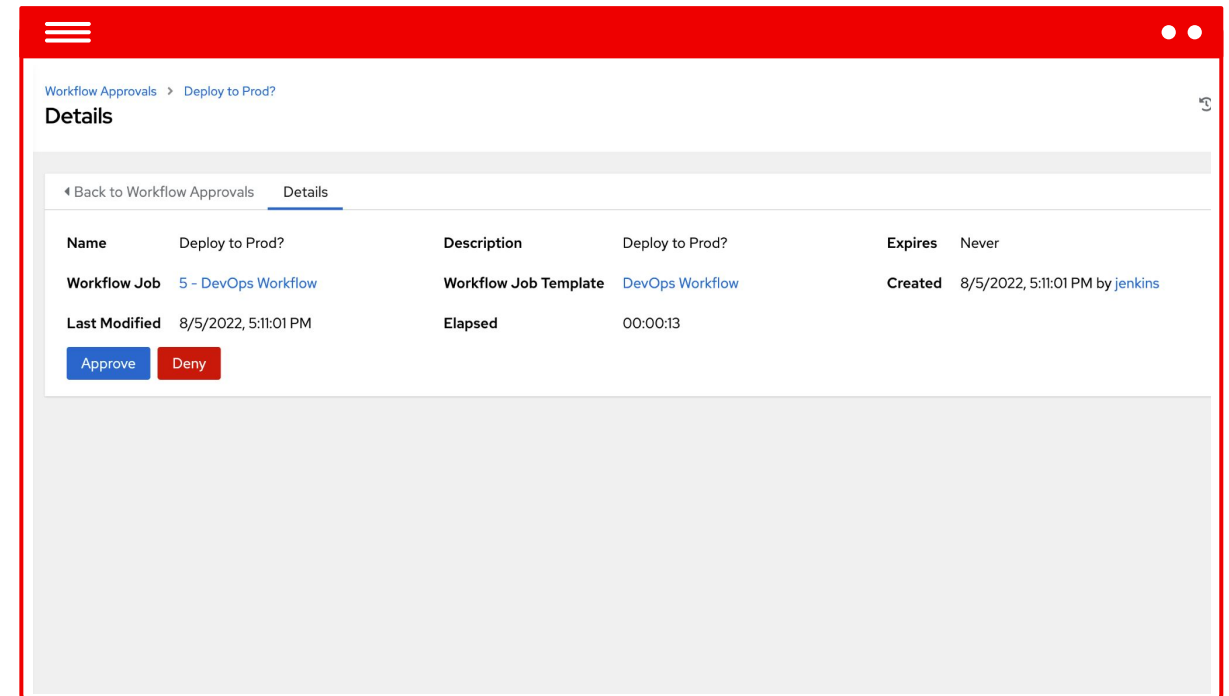 Workflow Approvals > Deploy to Prod?
Details
Back to Workflow Approvals Details
Name Deploy to Prod? Description Deploy to Prod? Expires Never
Workflow Job 5 - DevOps Workflow Workflow Job Template DevOps Workflow Created 8/5/2022, 5:11:01 PM by jenkins
Last Modified 8/5/2022, 5:11:01 PM Elapsed 00:00:13
Approve Deny